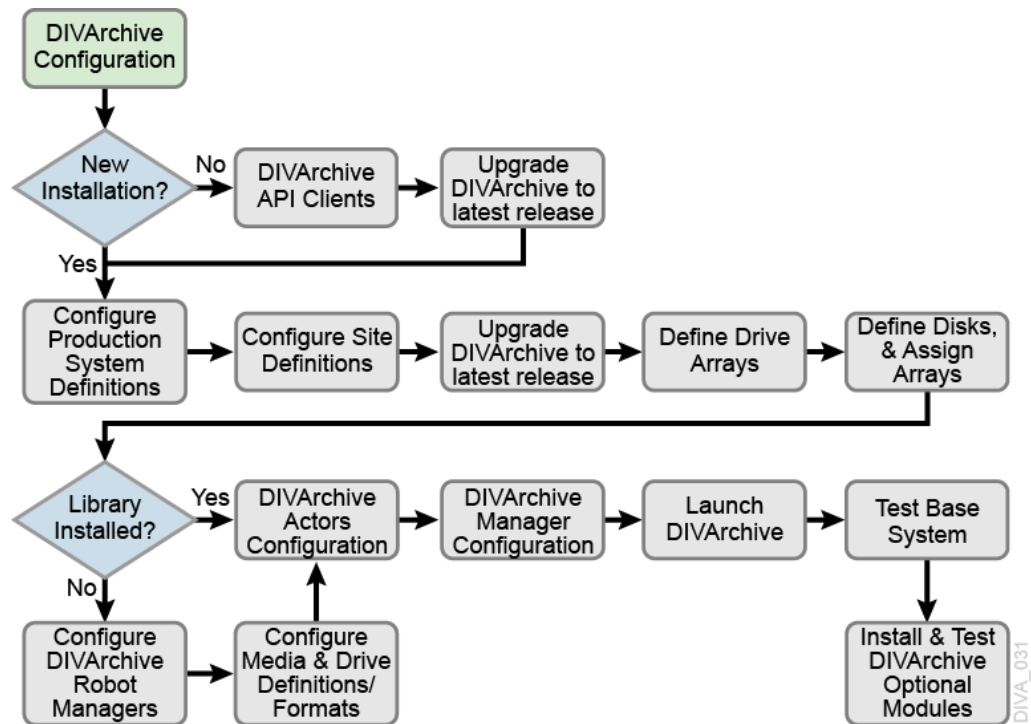 DIVArchive
Configuration
New
Installation?
No
DIVArchive
API Clients
Upgrade
DIVArchive to
latest release
Yes
Configure
Production
System
Definitions
Configure Site
Definitions
Upgrade
DIVArchive to
latest release
Define Drive
Arrays
Define Disks,
& Assign
Arrays
Library
Installed?
Yes
DIVArchive
Actors
Configuration
DIVArchive
Manager
Configuration
Launch
DIVArchive
Test Base
System
No
Configure
DIVArchive
Robot
Managers
Configure
Media & Drive
Definitions/
Formats
Install & Test
DIVArchive
Optional
Modules
DIVA_031